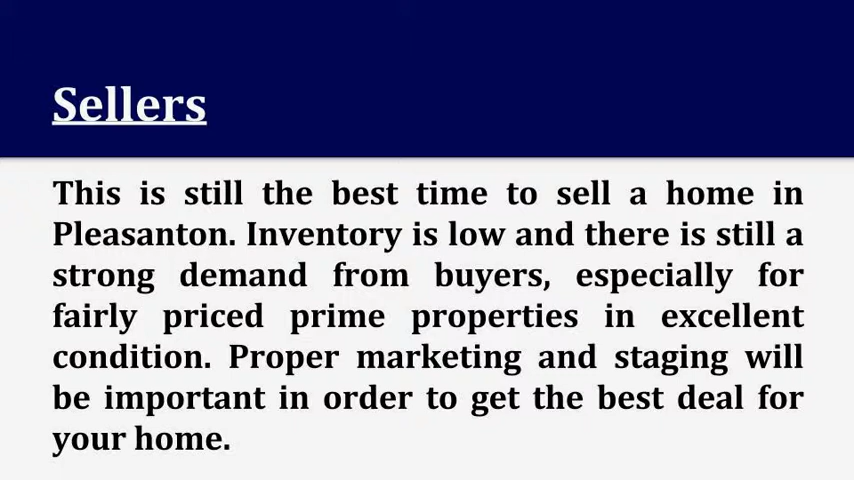 Sellers
This is still the best time to sell a home in
Pleasanton. Inventory is low and there is still a
strong demand from buyers, especially for
fairly priced prime properties in excellent
condition. Proper marketing and staging will
be important in order to get the best deal for
your home.